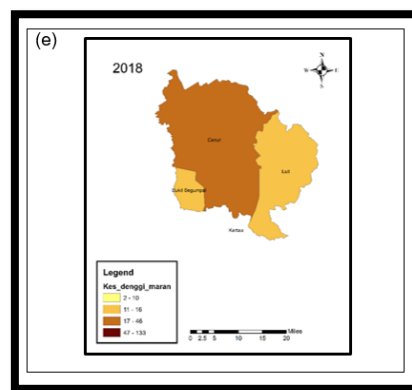 (e)
2018
N
W E
S
Chenor
Luit
Bukit Segumpal
Kertau
Legend
Kes_denggi_maran
2 - 10
11 - 16
17 - 46
47 - 133
0 2.5 5 10 15 20
Miles